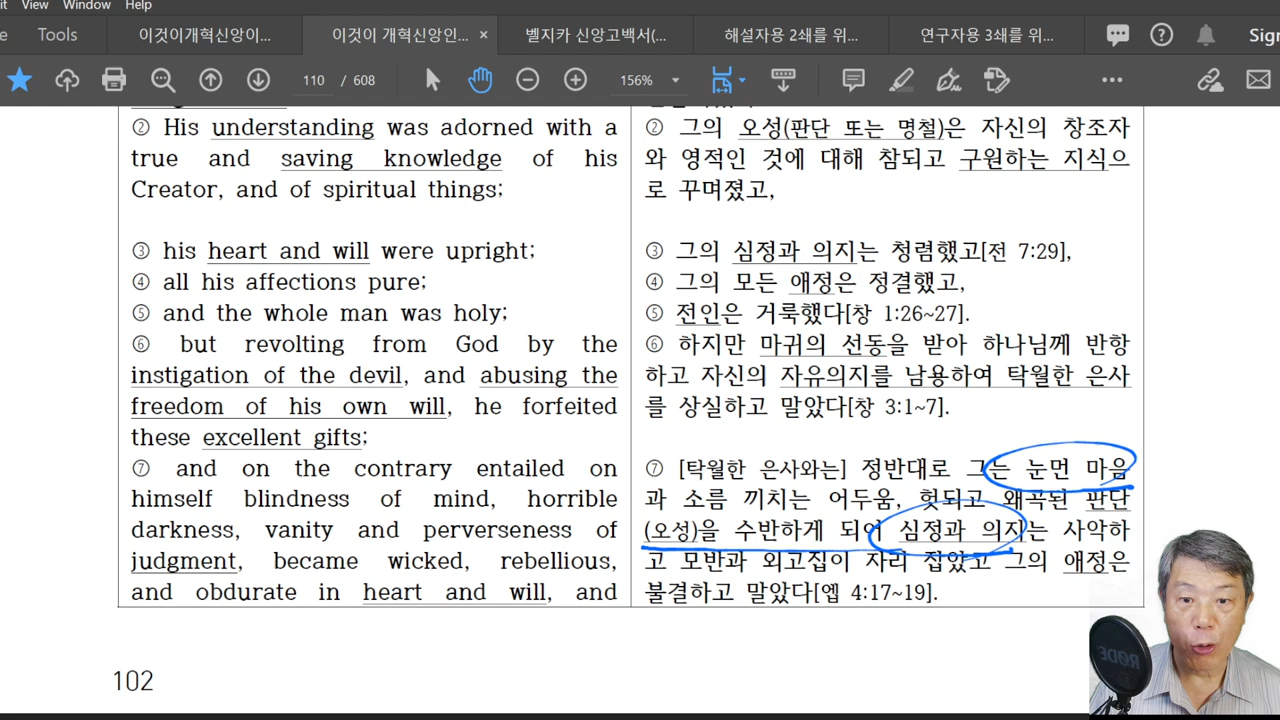 it View Window Help
e Tools 이것이개혁신앙이... 이것이 개혁신앙인... × 벨지카 신앙고백서(... 해설자용 2쇄를 위... 연구자용 3쇄를 위... Sign
110 / 608 156%
② His understanding was adorned with a
true and saving knowledge of his
Creator, and of spiritual things;
③ his heart and will were upright;
④ all his affections pure;
⑤ and the whole man was holy;
⑥ but revolting from God by the
instigation of the devil, and abusing the
freedom of his own will, he forfeited
these excellent gifts;
⑦ and on the contrary entailed on
himself blindness of mind, horrible
darkness, vanity and perverseness of
judgment, became wicked, rebellious,
and obdurate in heart and will, and
② 그의 오성(판단 또는 명철)은 자신의 창조자
와 영적인 것에 대해 참되고 구원하는 지식으
로 꾸며졌고,
③ 그의 심정과 의지는 청렴했고[전 7:29],
④ 그의 모든 애정은 정결했고,
⑤ 전인은 거룩했다[창 1:26~27].
⑥ 하지만 마귀의 선동을 받아 하나님께 반항
하고 자신의 자유의지를 남용하여 탁월한 은사
를 상실하고 말았다[창 3:1~7].
⑦ [탁월한 은사와는] 정반대로 그는 눈먼 마음
과 소름 끼치는 어두움, 헛되고 왜곡된 판단
(오성)을 수반하게 되어 심정과 의지는 사악하
고 모반과 외고집이 자리 잡았고 그의 애정은
불결하고 말았다[엡 4:17~19].
102
RODE